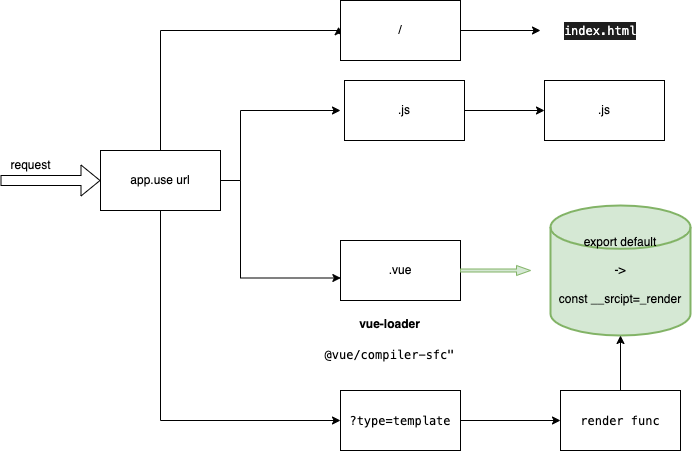 /
index.html
.js
.js
request
app.use url
export default
->
const __srcipt=_render
.vue
vue-loader
@vue/compiler-sfc"
?type=template
render func